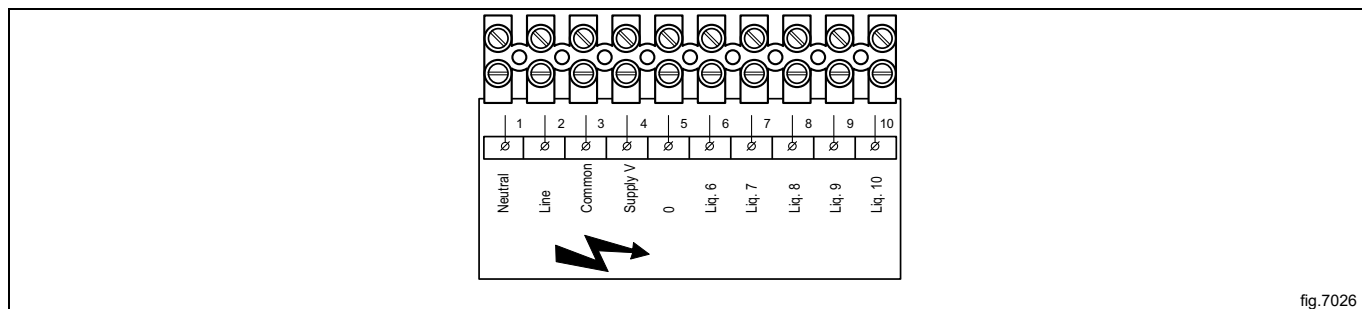 1 2 3 4 5 6 7 8 9 10
Neutral
Line
Common
Supply V
0
Liq. 6
Liq. 7
Liq. 8
Liq. 9
Liq. 10
fig.7026